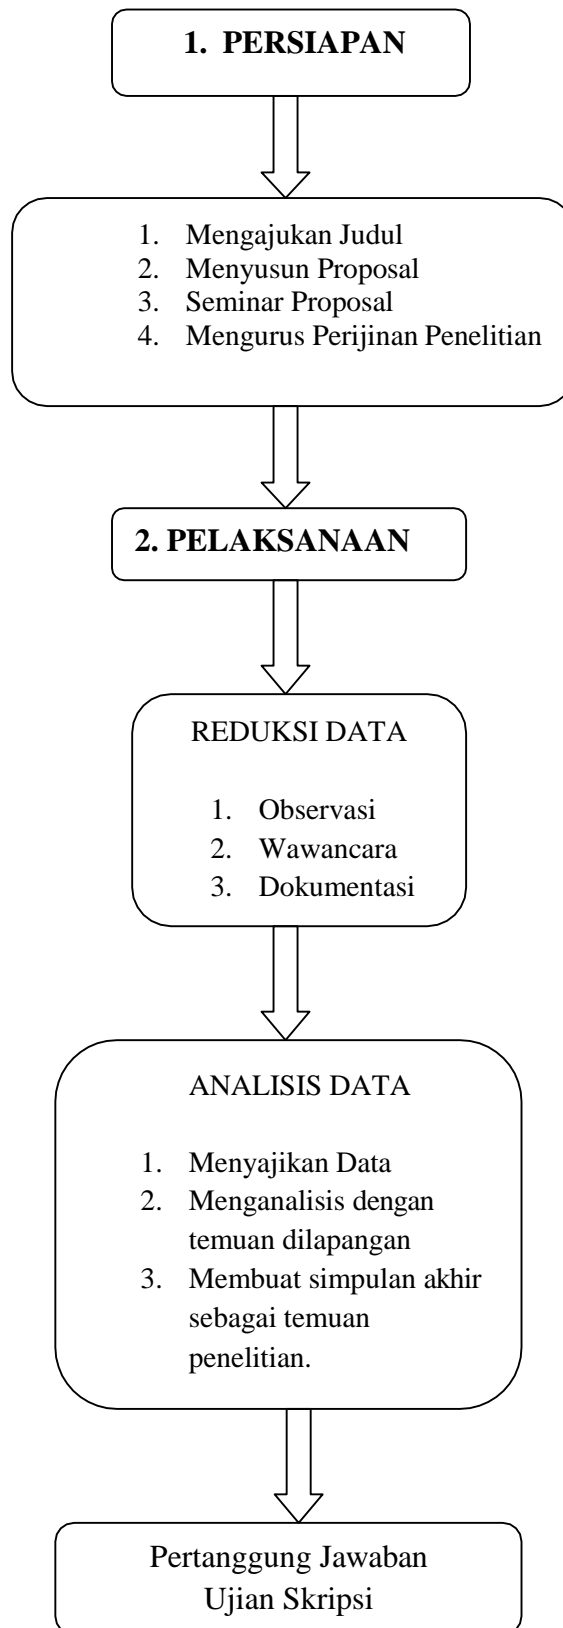 1. PERSIAPAN
1. Mengajukan Judul
2. Menyusun Proposal
3. Seminar Proposal
4. Mengurus Perijinan Penelitian
2. PELAKSANAAN
REDUKSI DATA
1. Observasi
2. Wawancara
3. Dokumentasi
ANALISIS DATA
1. Menyajikan Data
2. Menganalisis dengan
temuan dilapangan
3. Membuat simpulan akhir
sebagai temuan
penelitian.
Pertanggung Jawaban
Ujian Skripsi